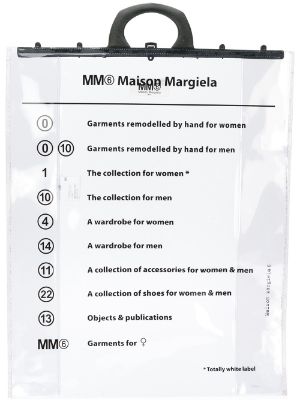 MM⑥ Maison Margiela
⓪ Garments remodelled by hand for women
⓪ ⑩ Garments remodelled by hand for men
1 The collection for women *
⑩ The collection for men
④ A wardrobe for women
⑭ A wardrobe for men
⑪ A collection of accessories for women & men
㉒ A collection of shoes for women & men
⑬ Objects & publications
MM⑥ Garments for ♀
* Totally white label